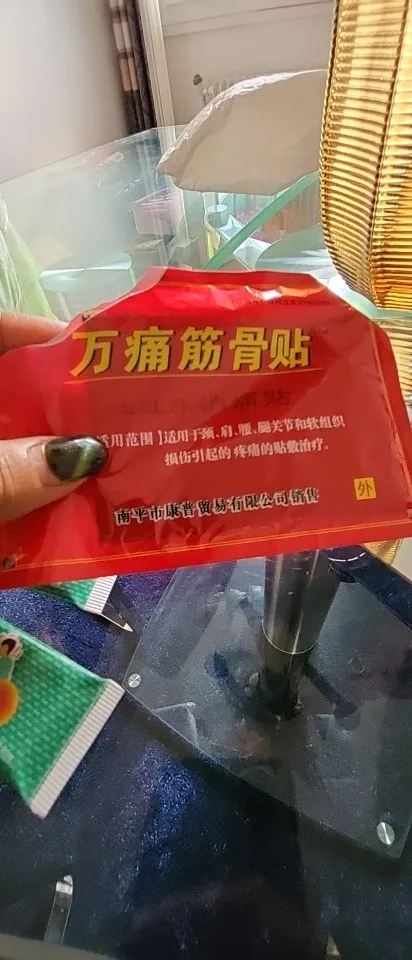 万痛筋骨贴
适用范围】适用于颈、肩、腰、腿关节和软组织
损伤引起的 疼痛的贴敷治疗。
外
南平市康普贸易有限公司销售